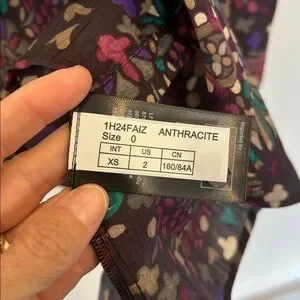 1H24FAIZ ANTHRACITE
Size 0
INT US CN
XS 2 160/84A